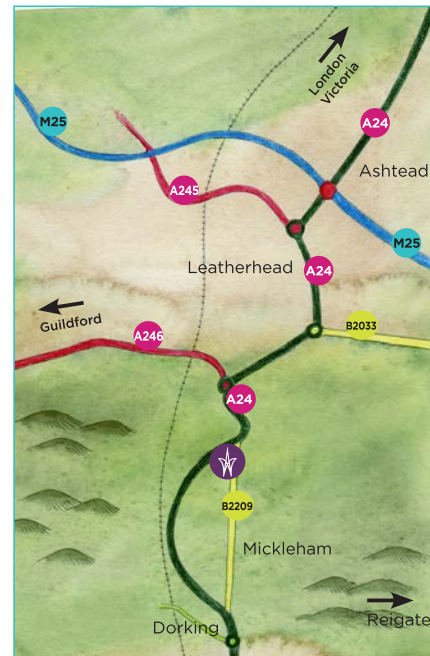 London
Victoria
A24
M25
Ashtead
A245
M25
Leatherhead
A24
Guildford
B2033
A246
A24
B2209
Mickleham
Reigate
Dorking